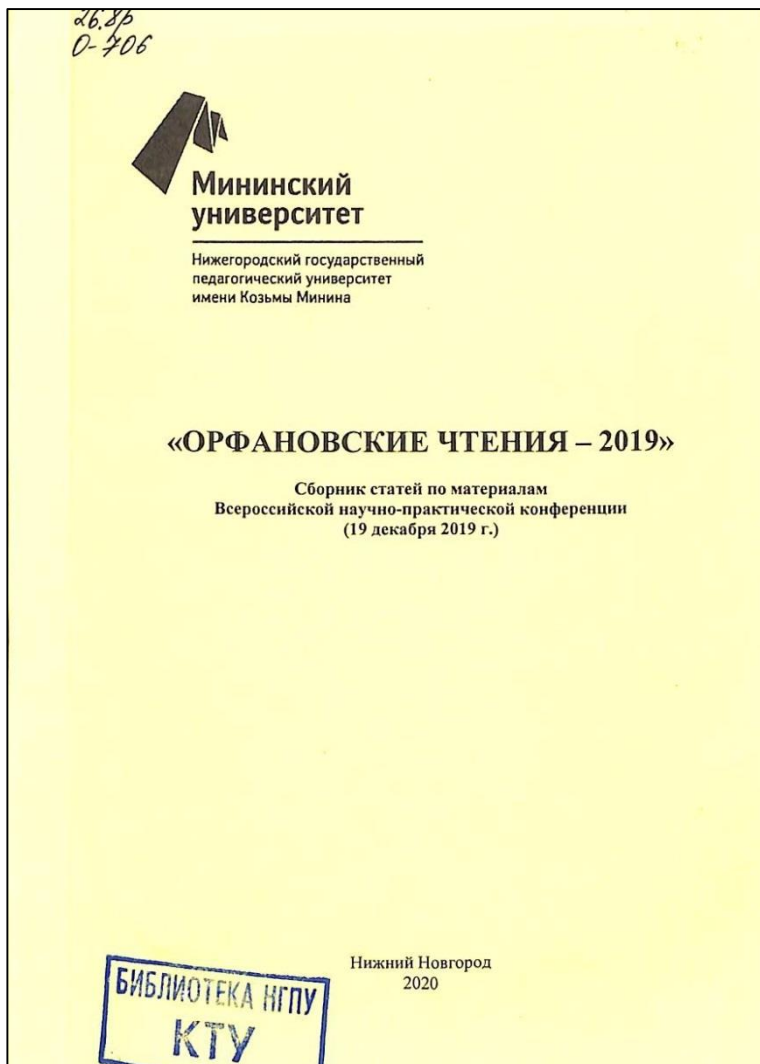 26.8р
О-706
Мининский
университет
Нижегородский государственный
педагогический университет
имени Козьмы Минина
«ОРФАНОВСКИЕ ЧТЕНИЯ – 2019»
Сборник статей по материалам
Всероссийской научно-практической конференции
(19 декабря 2019 г.)
Нижний Новгород
2020
БИБЛИОТЕКА НГПУ
КТУ